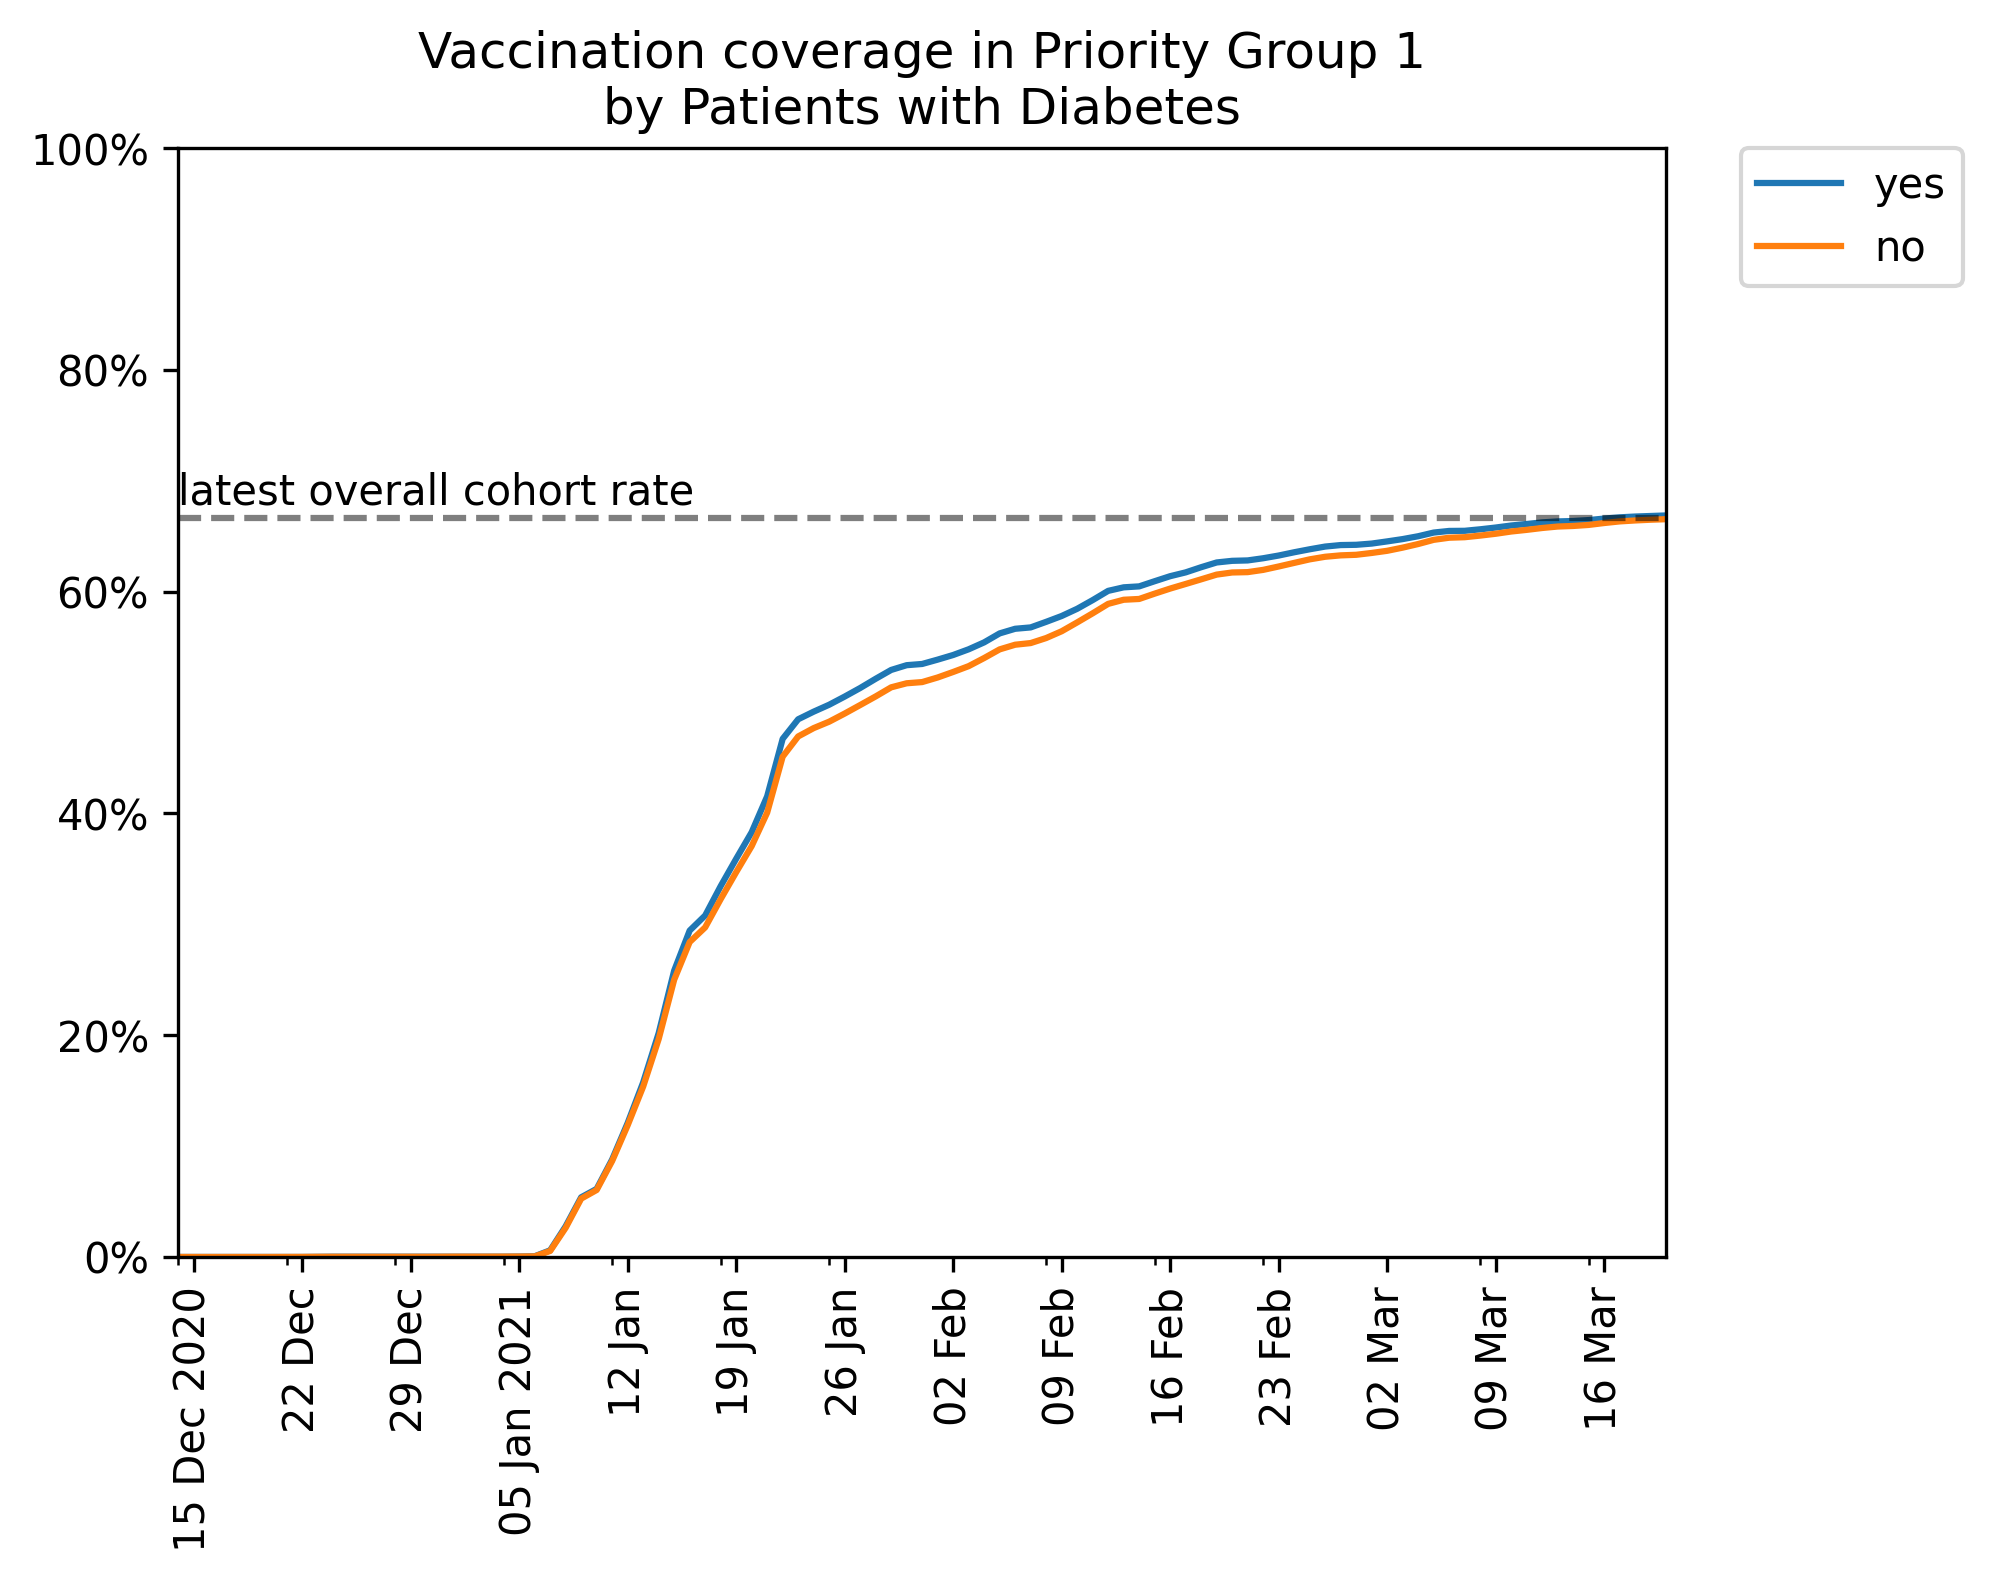 Vaccination coverage in Priority Group 1
by Patients with Diabetes
100%
80%
60%
40%
20%
0%
latest overall cohort rate
yes
no
15 Dec 2020
22 Dec
29 Dec
05 Jan 2021
12 Jan
19 Jan
26 Jan
02 Feb
09 Feb
16 Feb
23 Feb
02 Mar
09 Mar
16 Mar